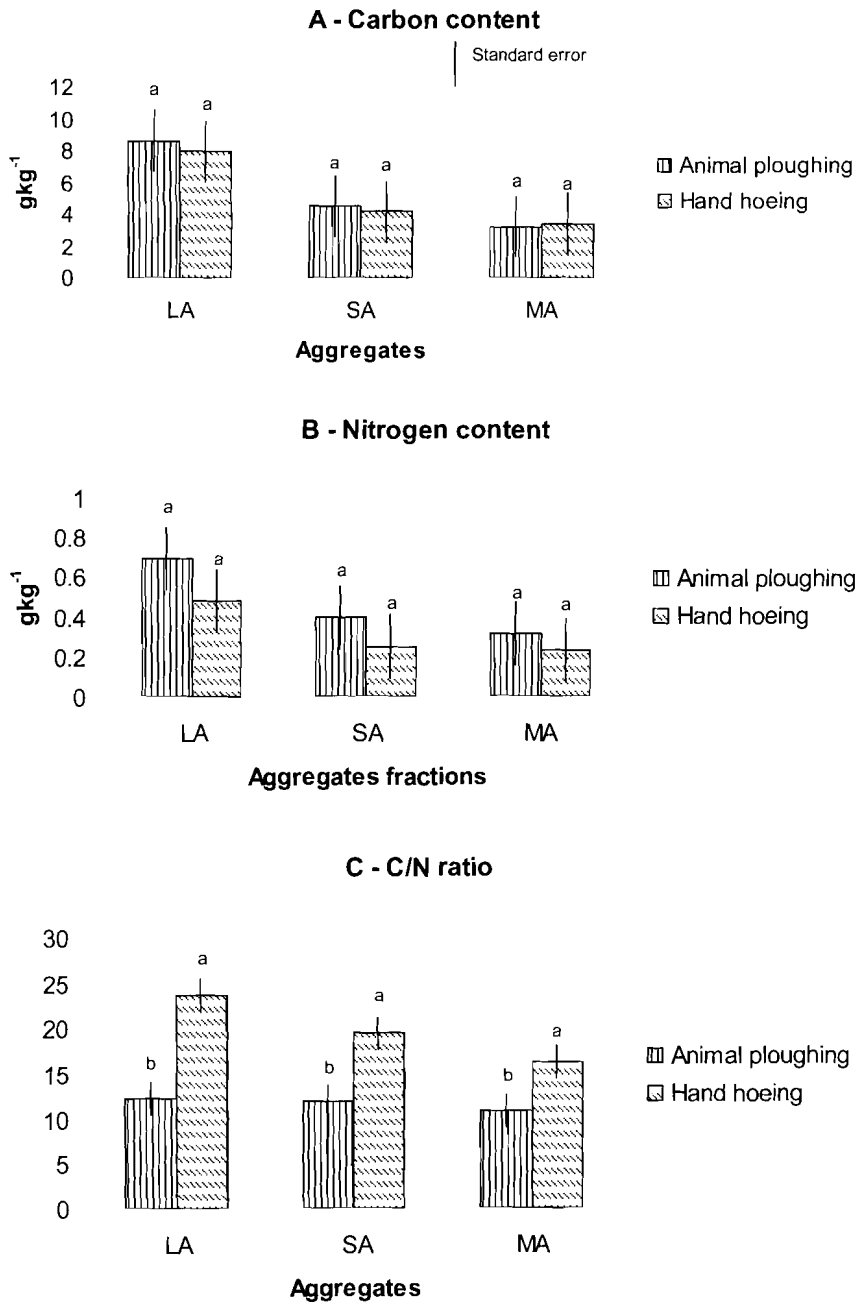 A - Carbon content
Standard error
12
10
8
6
4
2
0
gkg⁻¹
a a a a a a
LA SA MA
Aggregates
Animal ploughing
Hand hoeing
B - Nitrogen content
1
0.8
0.6
0.4
0.2
0
gkg⁻¹
a a a a a a
LA SA MA
Aggregates fractions
Animal ploughing
Hand hoeing
C - C/N ratio
30
25
20
15
10
5
0
b a b a b a
LA SA MA
Aggregates
Animal ploughing
Hand hoeing